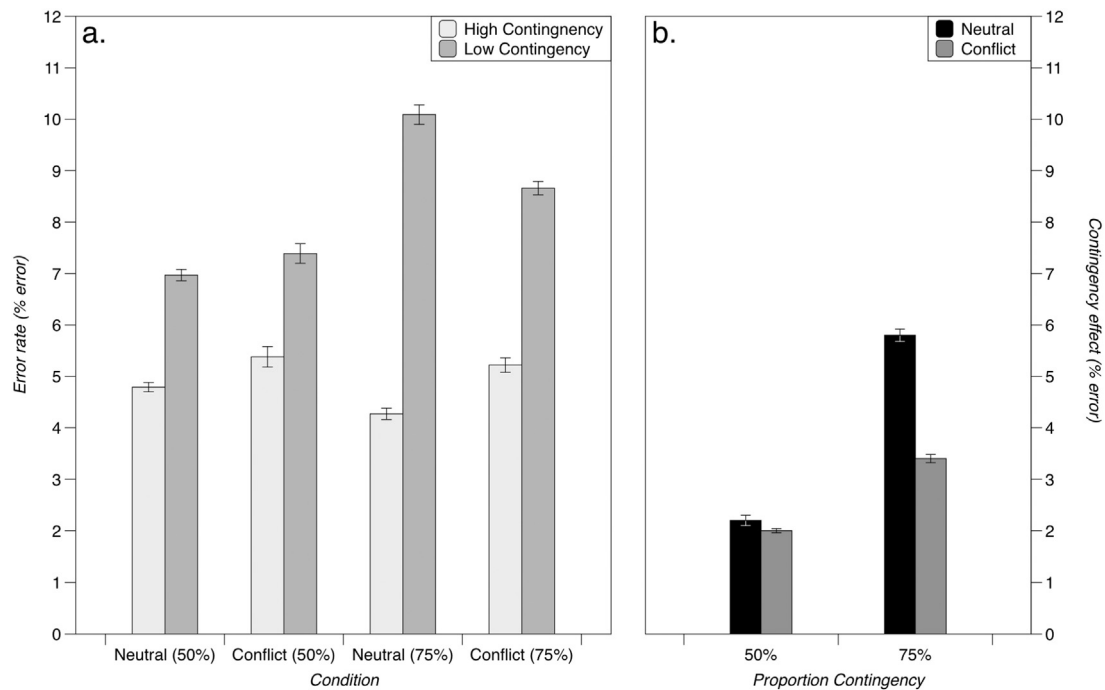 a.
High Contingnency
Low Contingency
12
11
10
9
8
7
6
5
4
3
2
1
0
Error rate (% error)
Neutral (50%)
Conflict (50%)
Neutral (75%)
Conflict (75%)
Condition
b.
Neutral
Conflict
12
11
10
9
8
7
6
5
4
3
2
1
0
Contingency effect (% error)
50%
75%
Proportion Contingency